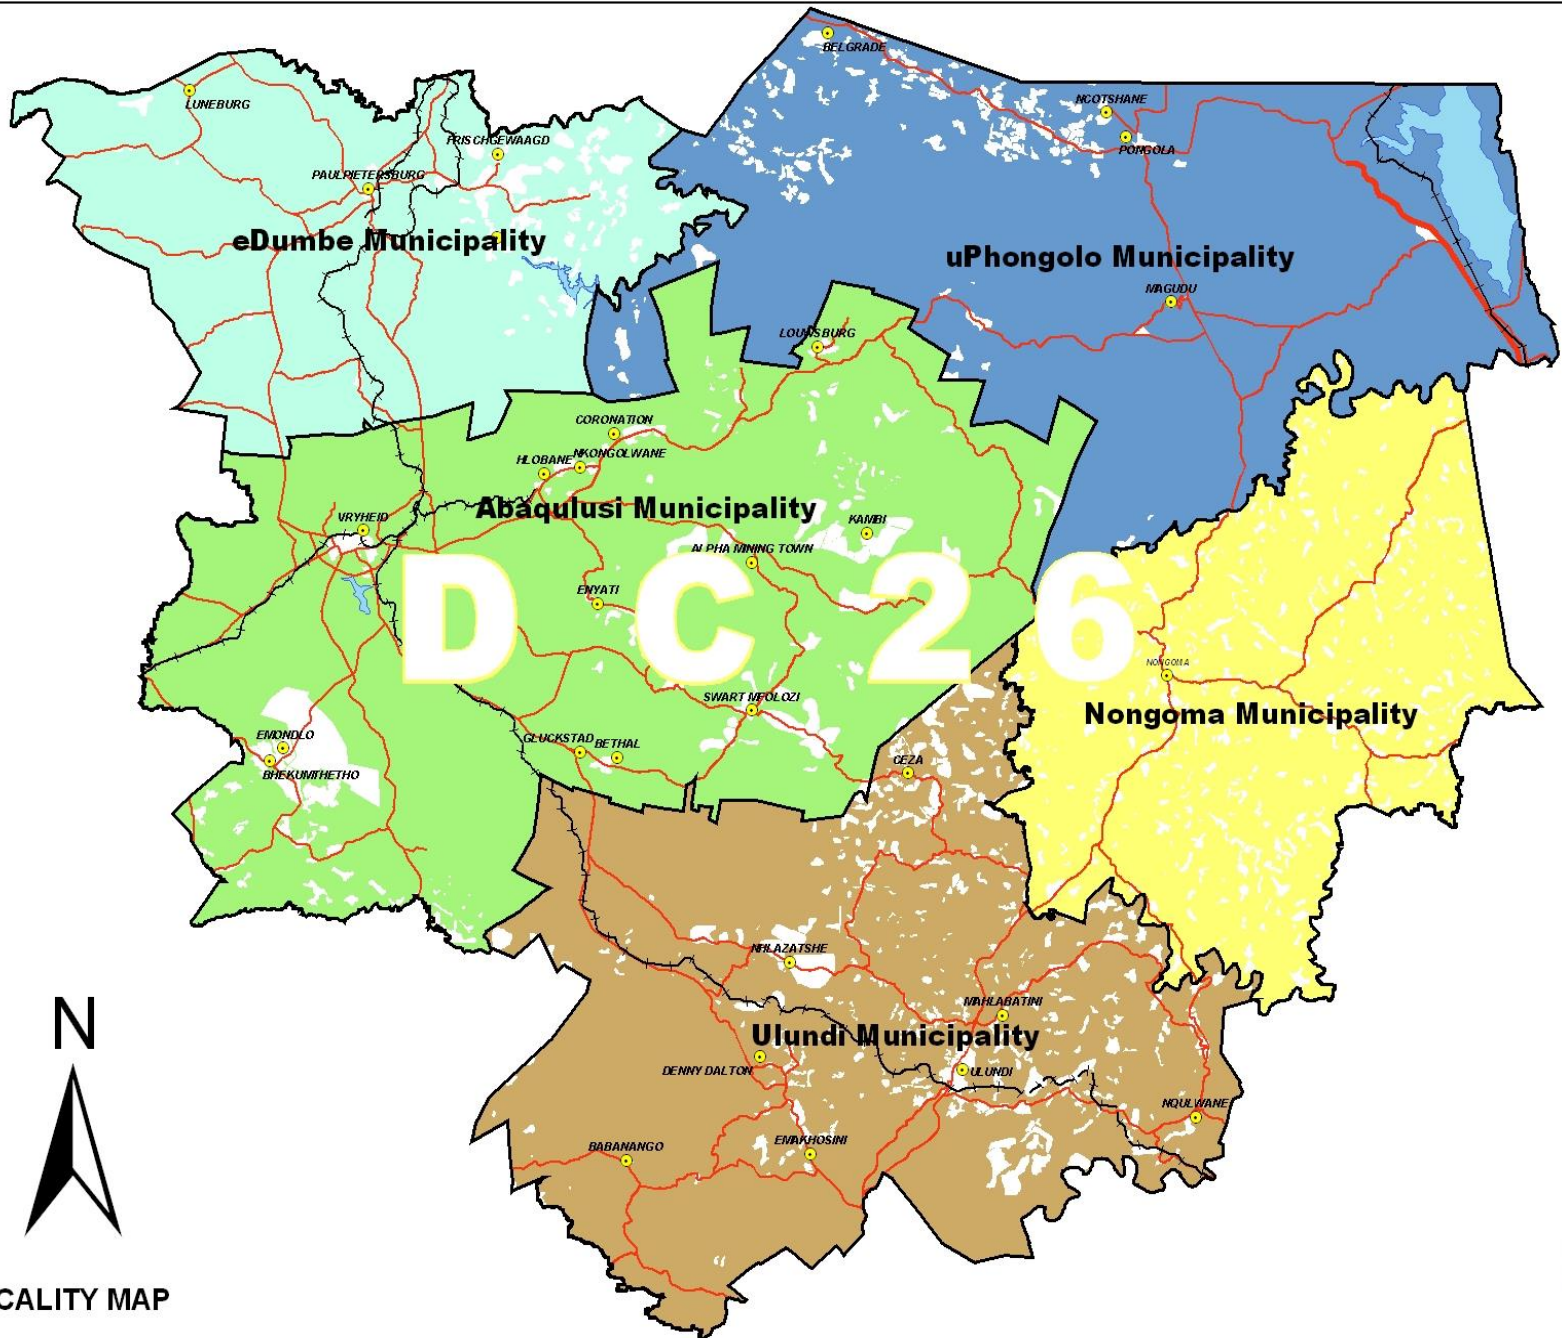 BELGRADE
LUNEBURG
NCOTSHANE
PONGOLA
FRISCHGEWAAGD
PAULPIETERSBURG
eDumbe Municipality
uPhongolo Municipality
MAGUDU
LOUWSBURG
CORONATION
NKONGOLWANE
HLOBANE
Abaqulusi Municipality
VRYHEID
KAMBI
ALPHA MINING TOWN
ENYATI
DC26
NONGOMA
SWART MFOLOZI
Nongoma Municipality
EMONDLO
GLUCKSTAD
BETHAL
CEZA
BHEKUMTHETHO
NHLAZATSHE
MAHLABATINI
N
Ulundi Municipality
DENNY DALTON
ULUNDI
NQULWANE
BABANANGO
EMAKHOSINI
CALITY MAP